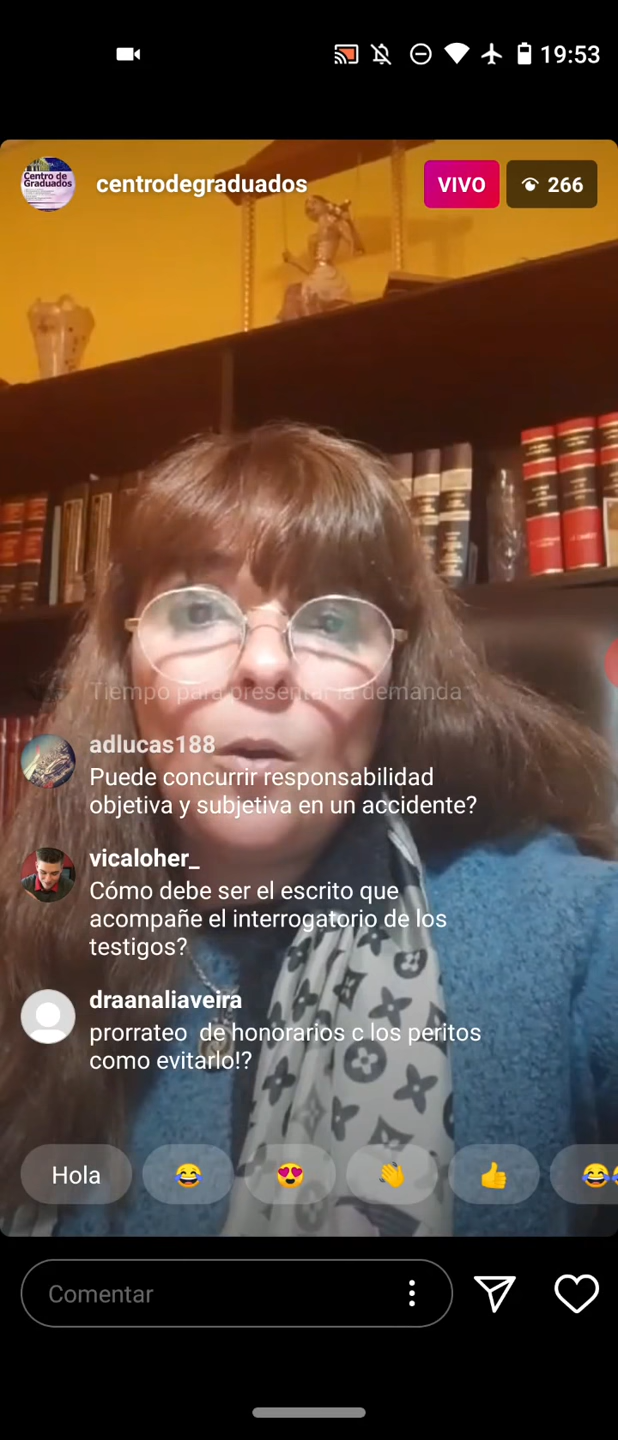 19:53
Centro de
Graduados
centrodegraduados
VIVO
266
Tiempo para presentar la demanda
adlucas188
Puede concurrir responsabilidad
objetiva y subjetiva en un accidente?
vicaloher_
Cómo debe ser el escrito que
acompañe el interrogatorio de los
testigos?
draanaliaveira
prorrateo  de honorarios c los peritos
como evitarlo!?
Hola
Comentar